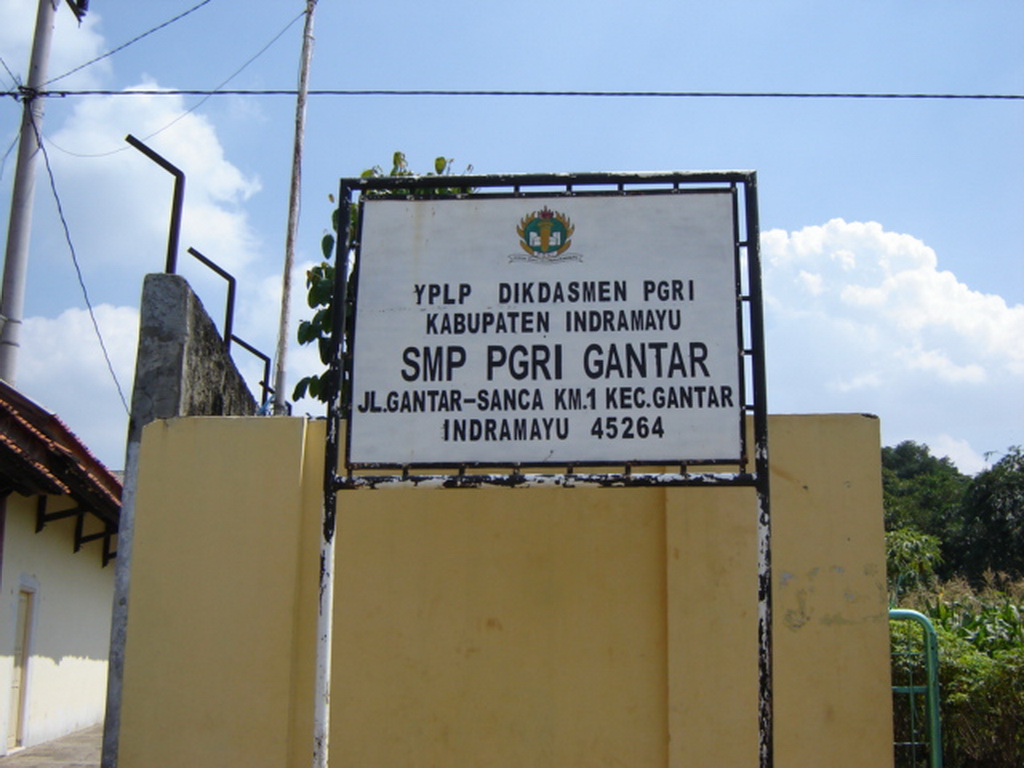 YPLP DIKDASMEN PGRI
KABUPATEN INDRAMAYU
SMP PGRI GANTAR
JL.GANTAR-SANCA KM.1 KEC.GANTAR
INDRAMAYU 45264